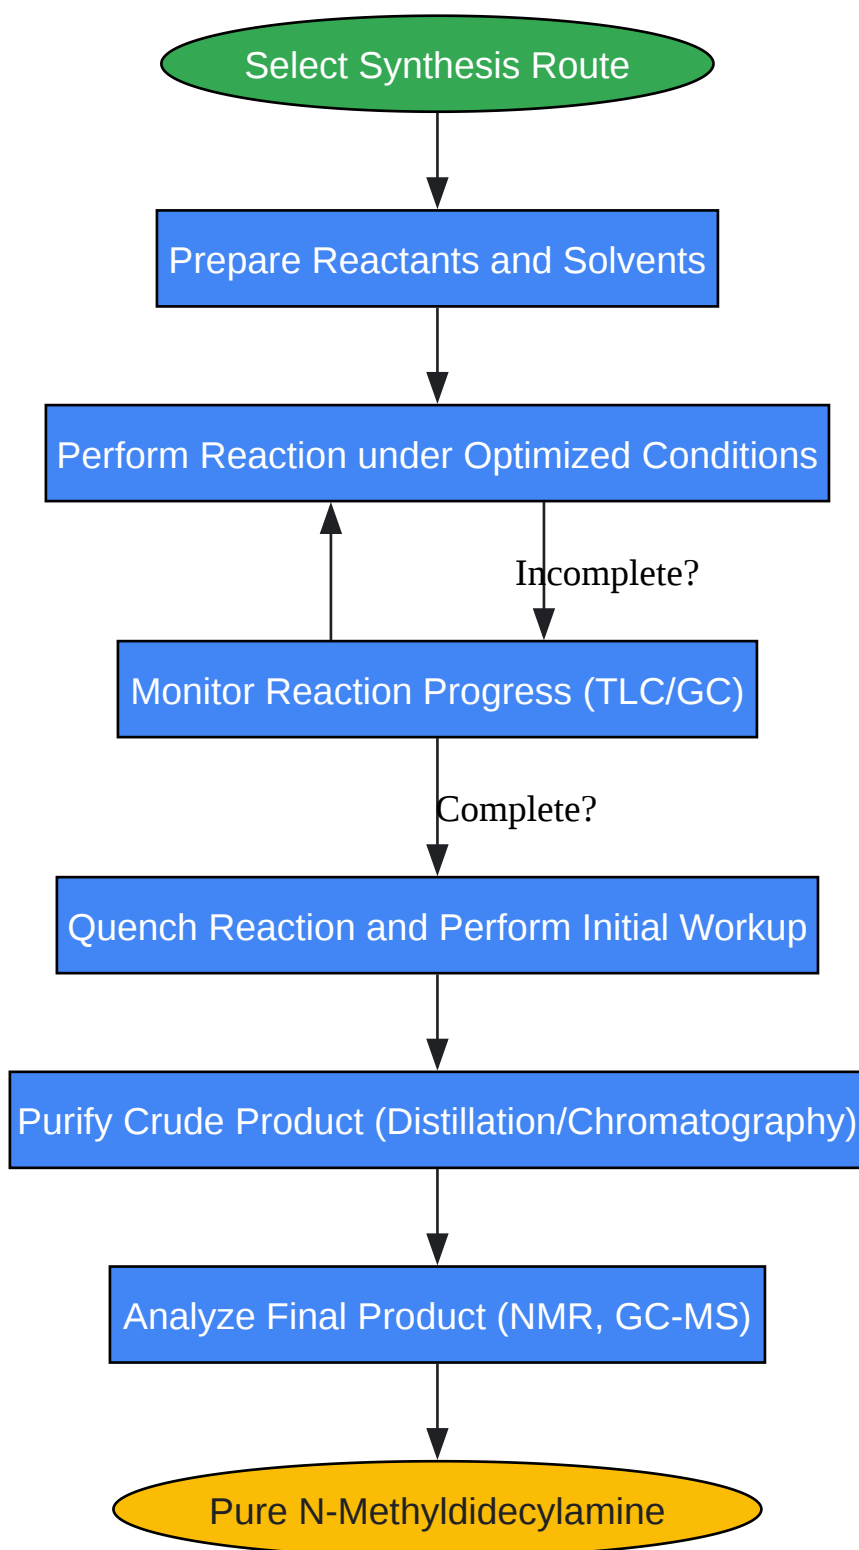 Select Synthesis Route
Prepare Reactants and Solvents
Perform Reaction under Optimized Conditions
Incomplete?
Monitor Reaction Progress (TLC/GC)
Complete?
Quench Reaction and Perform Initial Workup
Purify Crude Product (Distillation/Chromatography)
Analyze Final Product (NMR, GC-MS)
Pure N-Methyldidecylamine